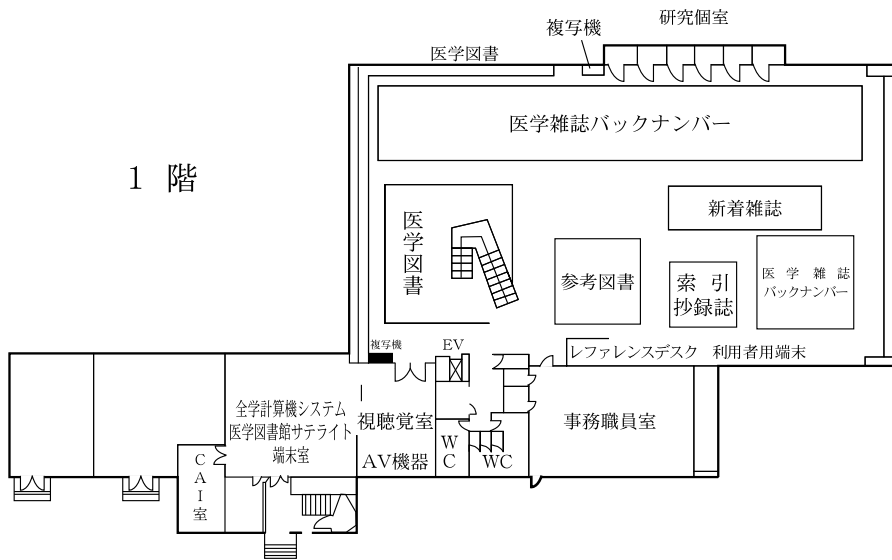 研究個室
複写機
医学図書
医学雑誌バックナンバー
1 階
新着雑誌
医学図書
参考図書
索 引
抄録誌
医 学 雑 誌
バックナンバー
複写機
EV
レファレンスデスク 利用者用端末
全学計算機システム
医学図書館サテライト
端末室
視聴覚室
事務職員室
CAI室
AV機器
WC
WC